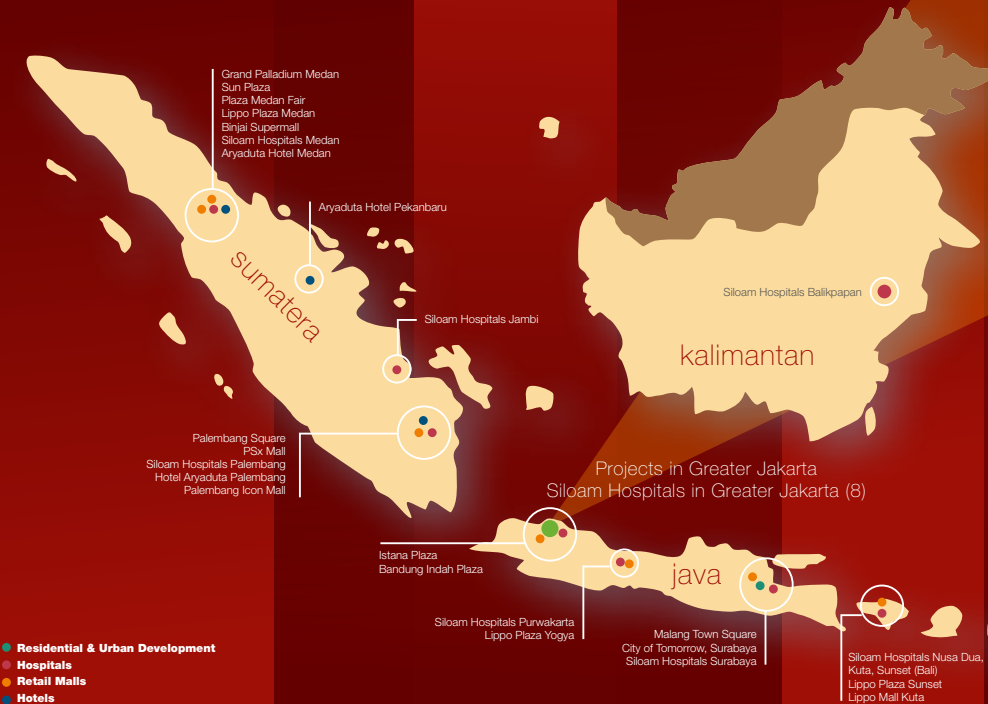 Grand Palladium Medan
Sun Plaza
Plaza Medan Fair
Lippo Plaza Medan
Binjai Supermall
Siloam Hospitals Medan
Aryaduta Hotel Medan
Aryaduta Hotel Pekanbaru
sumatera
Siloam Hospitals Jambi
Siloam Hospitals Balikpapan
kalimantan
Palembang Square
PSx Mall
Siloam Hospitals Palembang
Hotel Aryaduta Palembang
Palembang Icon Mall
Projects in Greater Jakarta
Siloam Hospitals in Greater Jakarta (8)
Istana Plaza
Bandung Indah Plaza
java
Siloam Hospitals Purwakarta
Lippo Plaza Yogya
Malang Town Square
City of Tomorrow, Surabaya
Siloam Hospitals Surabaya
Siloam Hospitals Nusa Dua,
Kuta, Sunset (Bali)
Lippo Plaza Sunset
Lippo Mall Kuta
Residential & Urban Development
Hospitals
Retail Malls
Hotels